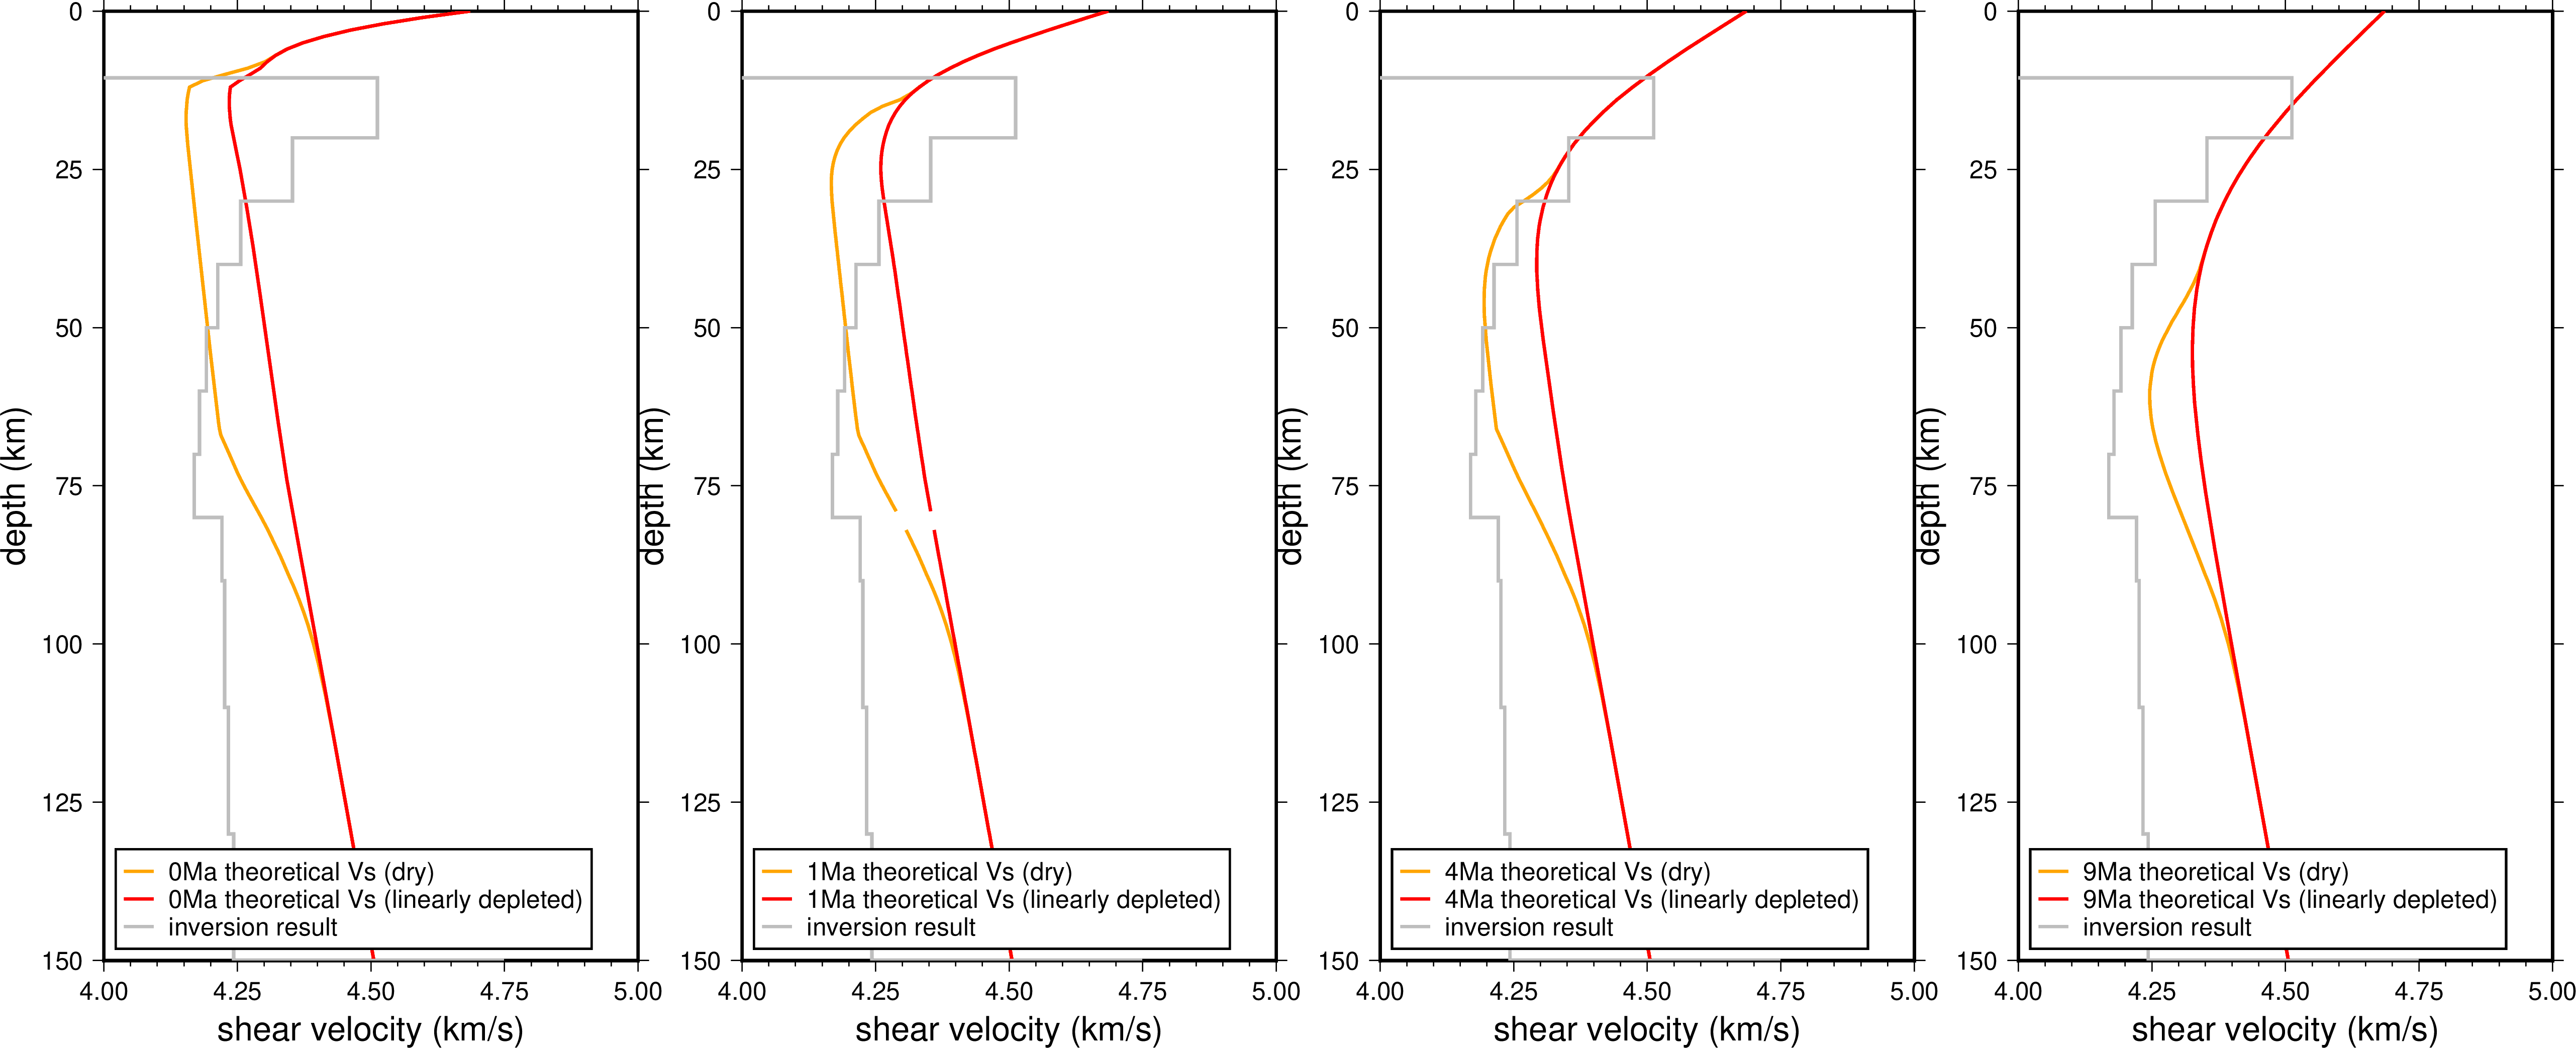 0
25
50
75
100
125
150
depth (km)
0Ma theoretical Vs (dry)
0Ma theoretical Vs (linearly depleted)
inversion result
4.00
4.25
4.50
4.75
5.00
shear velocity (km/s)
0
25
50
75
100
125
150
depth (km)
1Ma theoretical Vs (dry)
1Ma theoretical Vs (linearly depleted)
inversion result
4.00
4.25
4.50
4.75
5.00
shear velocity (km/s)
0
25
50
75
100
125
150
depth (km)
4Ma theoretical Vs (dry)
4Ma theoretical Vs (linearly depleted)
inversion result
4.00
4.25
4.50
4.75
5.00
shear velocity (km/s)
0
25
50
75
100
125
150
depth (km)
9Ma theoretical Vs (dry)
9Ma theoretical Vs (linearly depleted)
inversion result
4.00
4.25
4.50
4.75
5.00
shear velocity (km/s)